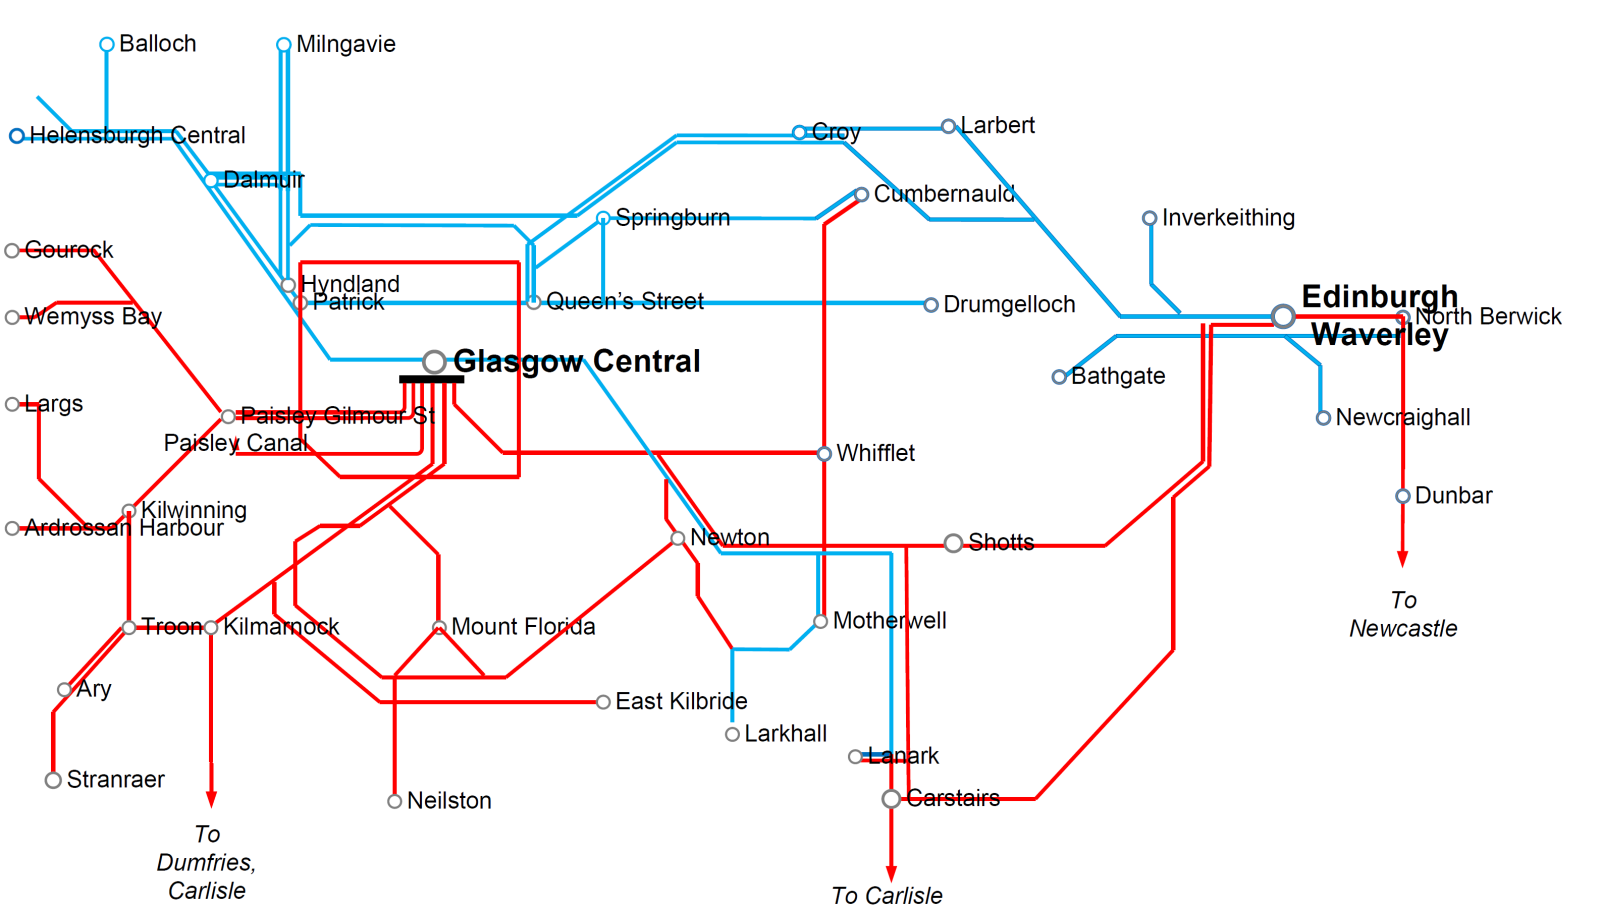 Balloch
Milngavie
Helensburgh Central
Croy
Larbert
Dalmuir
Cumbernauld
Springburn
Inverkeithing
Gourock
Hyndland
Patrick
Queen's Street
Drumgelloch
Edinburgh
Waverley
North Berwick
Wemyss Bay
Glasgow Central
Bathgate
Largs
Paisley Gilmour St
Newcraighall
Paisley Canal
Whifflet
Dunbar
Kilwinning
Ardrossan Harbour
Newton
Shotts
To
Newcastle
Troon
Kilmarnock
Mount Florida
Motherwell
Ary
East Kilbride
Larkhall
Lanark
Stranraer
Neilston
Carstairs
To
Dumfries,
Carlisle
To Carlisle